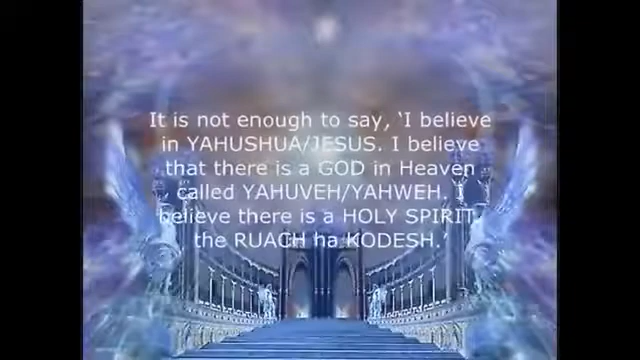 It is not enough to say, ‘I believe
in YAHUSHUA/JESUS. I believe
that there is a GOD in Heaven
called YAHUVEH/YAHWEH. I
believe there is a HOLY SPIRIT,
the RUACH ha KODESH.’